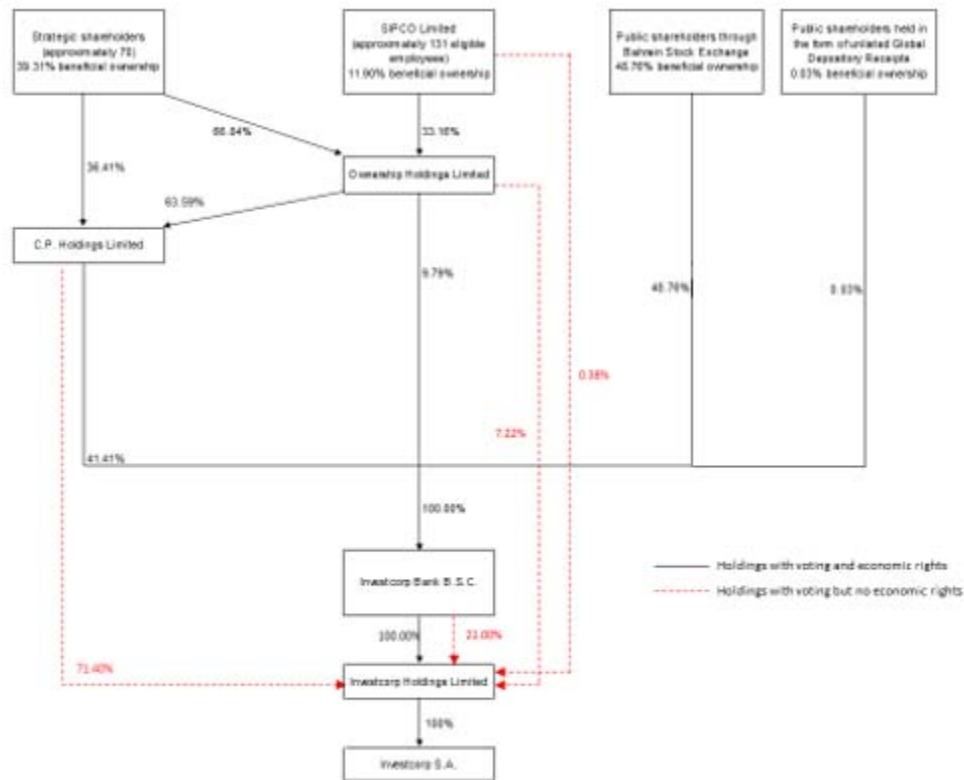 Strategic shareholders
(approximately 70)
39.31% beneficial ownership
SIPCO Limited
(approximately 131 eligible
employees)
11.90% beneficial ownership
Public shareholders through
Bahrain Stock Exchange
48.76% beneficial ownership
Public shareholders held in
the form of unlisted Global
Depository Receipts
0.03% beneficial ownership
66.84%
33.16%
36.41%
Ownership Holdings Limited
63.59%
C.P. Holdings Limited
9.79%
48.76%
0.03%
0.38%
7.22%
41.41%
100.00%
Investcorp Bank B.S.C.
Holdings with voting and economic rights
Holdings with voting but no economic rights
100.00%
21.00%
71.40%
Investcorp Holdings Limited
100%
Investcorp S.A.